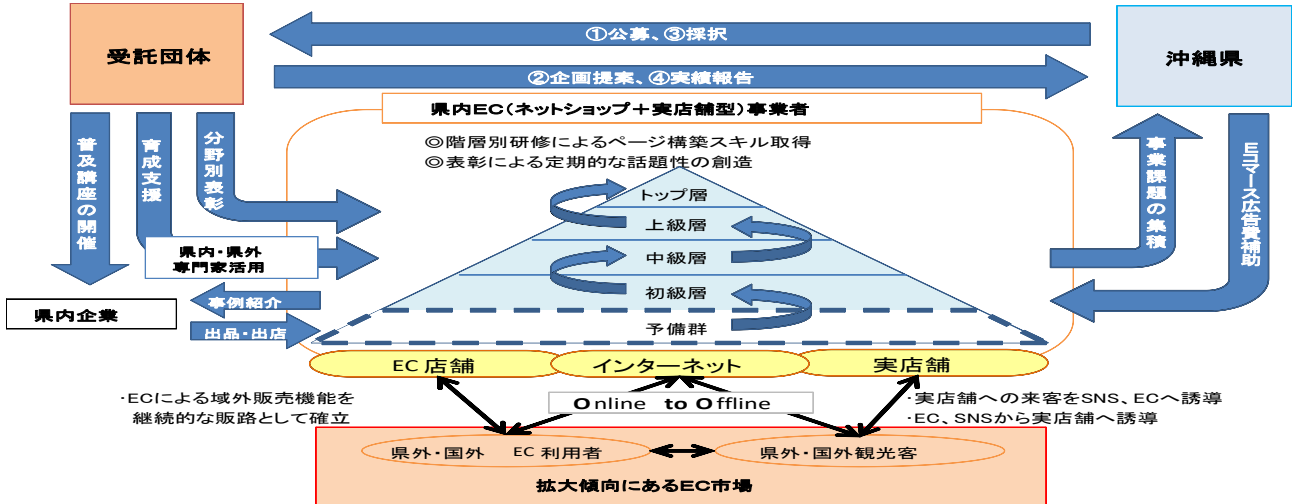 受託団体
①公募、③採択
②企画提案、④実績報告
沖縄県
県内EC(ネットショップ+実店舗型)事業者
◎階層別研修によるページ構築スキル取得
◎表彰による定期的な話題性の創造
普及講座の開催
育成支援
分野別表彰
県内・県外
専門家活用
事例紹介
県内企業
出品・出店
トップ層
上級層
中級層
初級層
予備群
事業課題の集積
Eコマース広告費補助
EC 店舗
インターネット
実店舗
・ECによる域外販売機能を
継続的な販路として確立
Online to Offline
・実店舗への来客をSNS、ECへ誘導
・EC、SNSから実店舗へ誘導
県外・国外 EC 利用者
県外・国外観光客
拡大傾向にあるEC市場